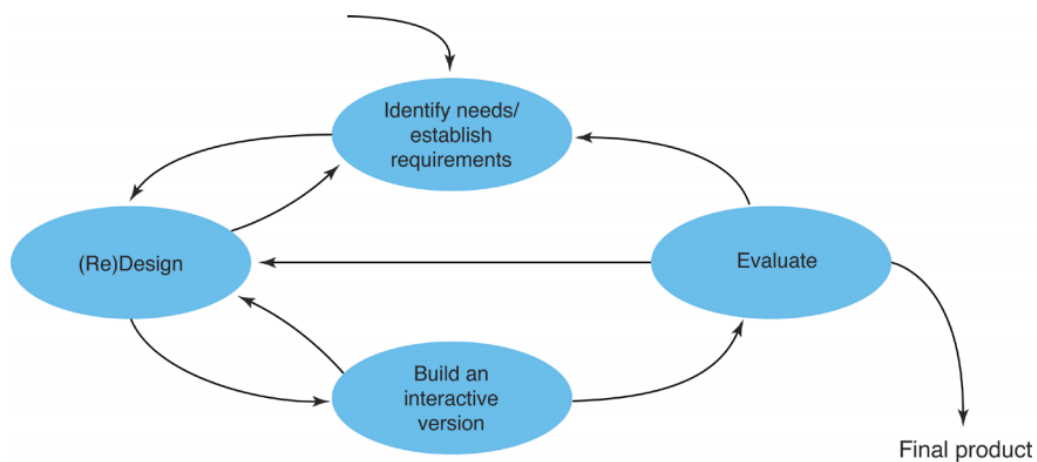 Identify needs/
establish
requirements
(Re)Design
Evaluate
Build an
interactive
version
Final product